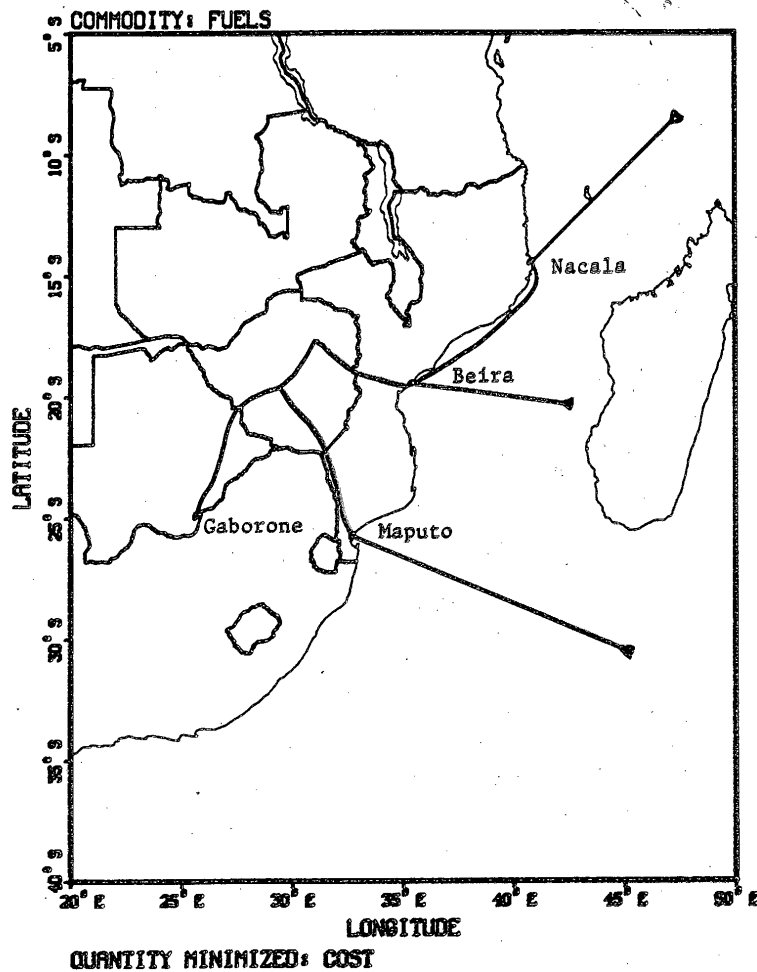 COMMODITY: FUELS
5°S
10°S
Nacala
15°S
Beira
20°S
LATITUDE
Gaborone
Maputo
25°S
30°S
35°S
40°S
20°E 25°E 30°E 35°E 40°E 45°E 50°E
LONGITUDE
QUANTITY MINIMIZED: COST